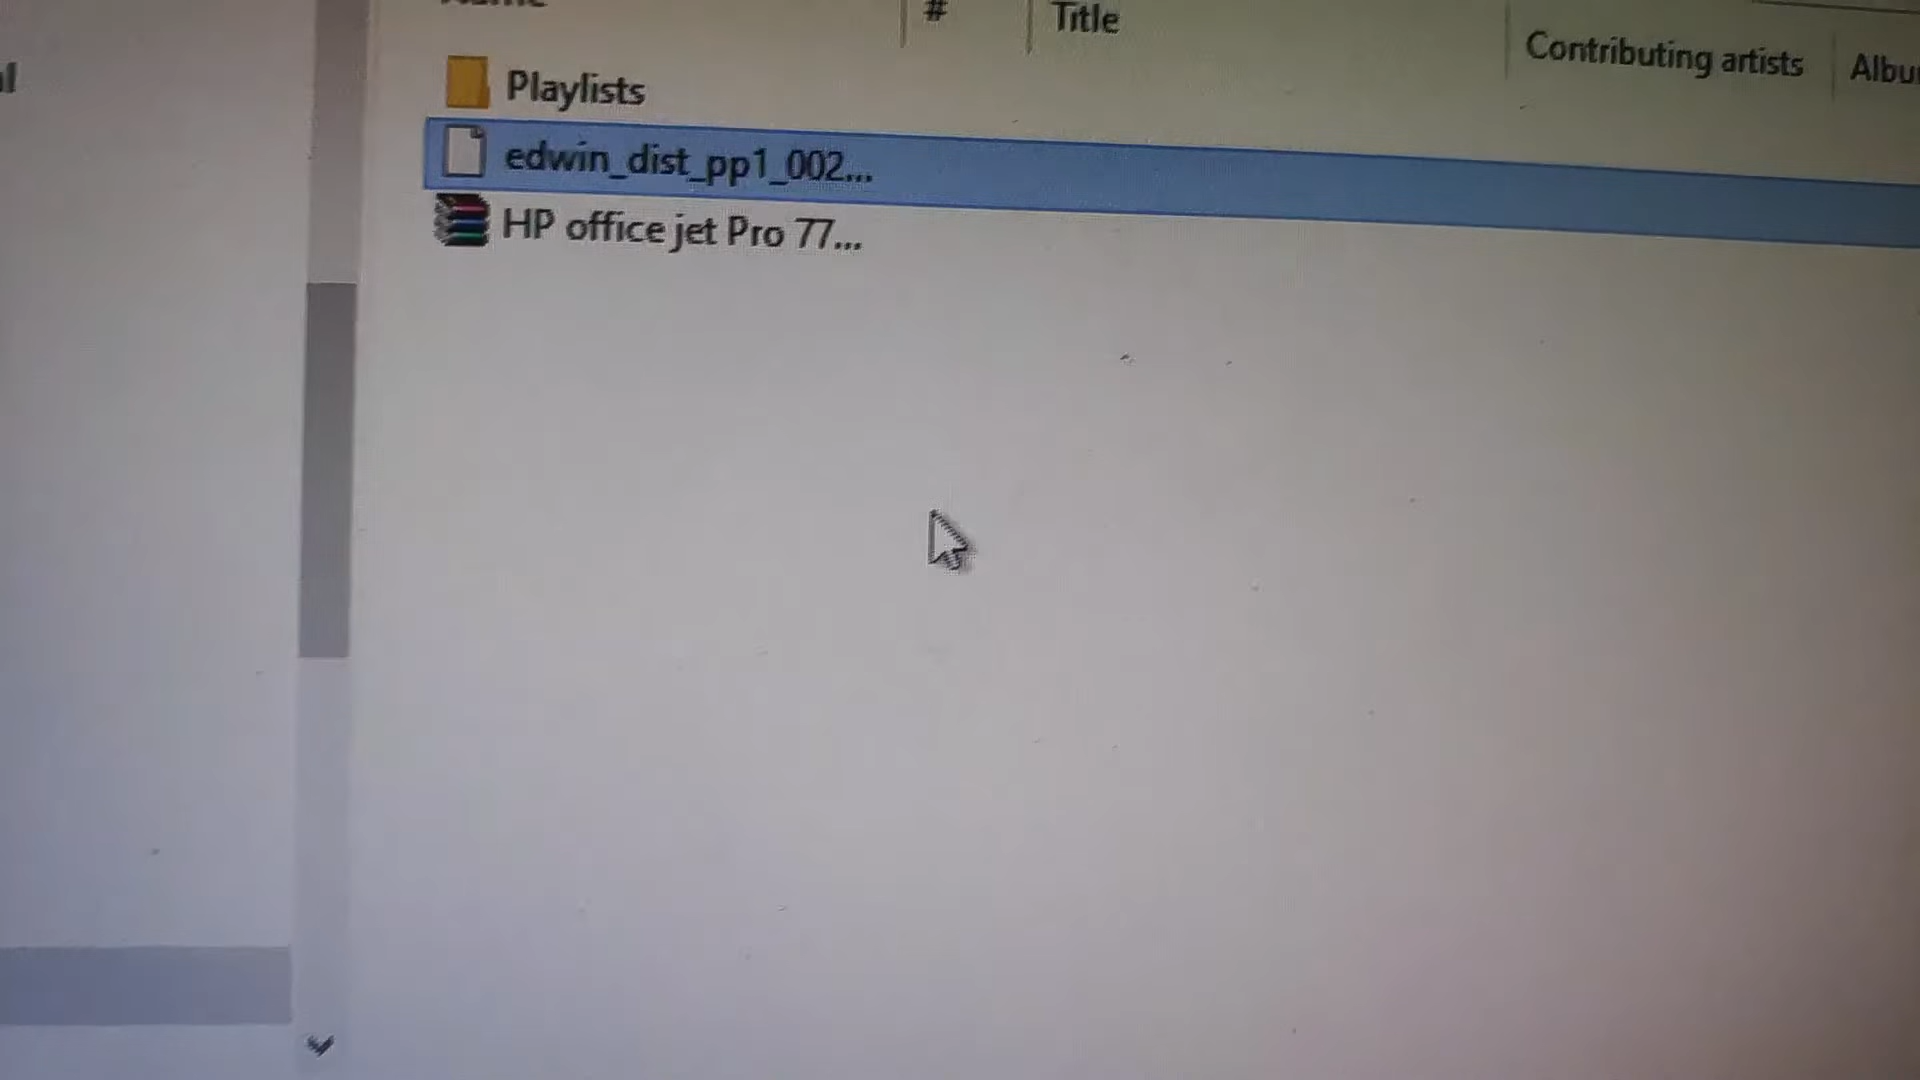 # Title Contributing artists
Playlists
edwin_dist_pp1_002...
HP office jet Pro 77...